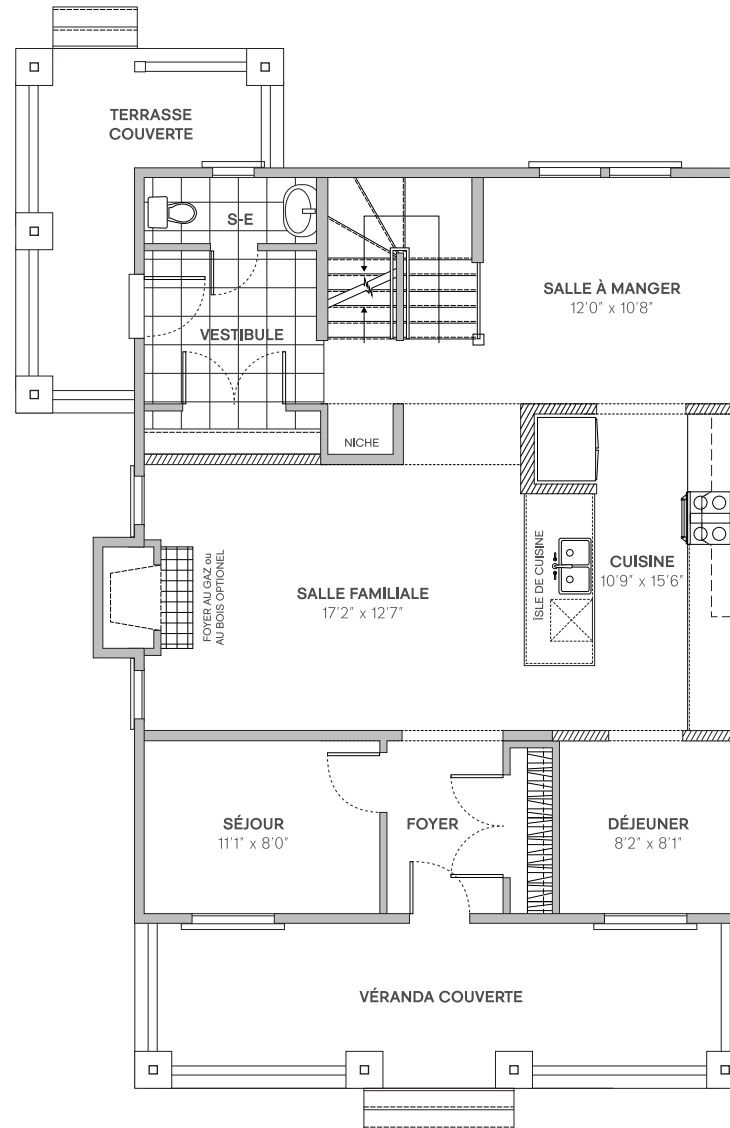 TERRASSE
COUVERTE
S-E
SALLE À MANGER
12'0" x 10'8"
VESTIBULE
NICHE
FOYER AU GAZ ou
AU BOIS OPTIONEL
SALLE FAMILIALE
17'2" x 12'7"
ÎSLE DE CUISINE
CUISINE
10'9" x 15'6"
SÉJOUR
11'1" x 8'0"
FOYER
DÉJEUNER
8'2" x 8'1"
VÉRANDA COUVERTE